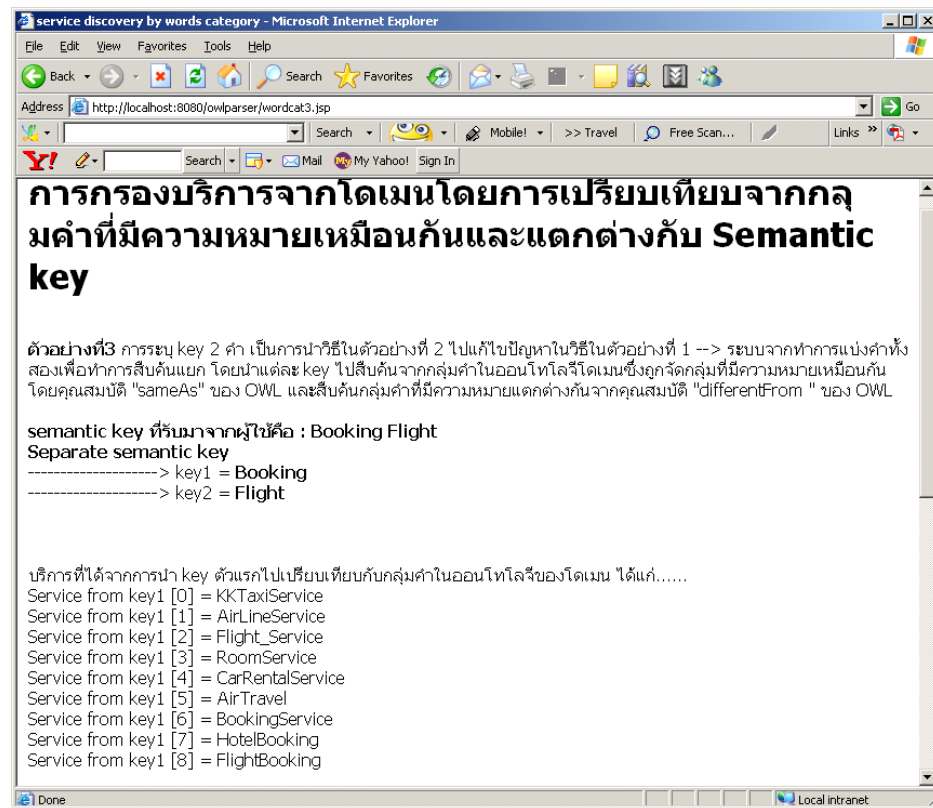 service discovery by words category - Microsoft Internet Explorer
File Edit View Favorites Tools Help
Back Search Favorites
Address http://localhost:8080/owlparser/wordcat3.jsp Go
Search Mobile! >> Travel Free Scan... Links »
Y! Search Mail My Yahoo! Sign In
การกรองบริการจากโดเมนโดยการเปรียบเทียบจากกลุ
มคำที่มีความหมายเหมือนกันและแตกต่างกับ Semantic
key
ตัวอย่างที่3 การระบุ key 2 คำ เป็นการนำวิธีในตัวอย่างที่ 2 ไปแก้ไขปัญหาในวิธีในตัวอย่างที่ 1 --> ระบบจากทำการแบ่งคำทั้ง
สองเพื่อทำการสืบค้นแยก โดยนำแต่ละ key ไปสืบค้นจากกลุ่มคำในออนโทโลจีโดเมนซึ่งถูกจัดกลุ่มที่มีความหมายเหมือนกัน
โดยคุณสมบัติ "sameAs" ของ OWL และสืบค้นกลุ่มคำที่มีความหมายแตกต่างกันจากคุณสมบัติ "differentFrom " ของ OWL
semantic key ที่รับมาจากผู้ใช้คือ : Booking Flight
Separate semantic key
--------------------> key1 = Booking
--------------------> key2 = Flight
บริการที่ได้จากการนำ key ตัวแรกไปเปรียบเทียบกับกลุ่มคำในออนโทโลจีของโดเมน ได้แก่......
Service from key1 [0] = KKTaxiService
Service from key1 [1] = AirLineService
Service from key1 [2] = Flight_Service
Service from key1 [3] = RoomService
Service from key1 [4] = CarRentalService
Service from key1 [5] = AirTravel
Service from key1 [6] = BookingService
Service from key1 [7] = HotelBooking
Service from key1 [8] = FlightBooking
Done Local intranet